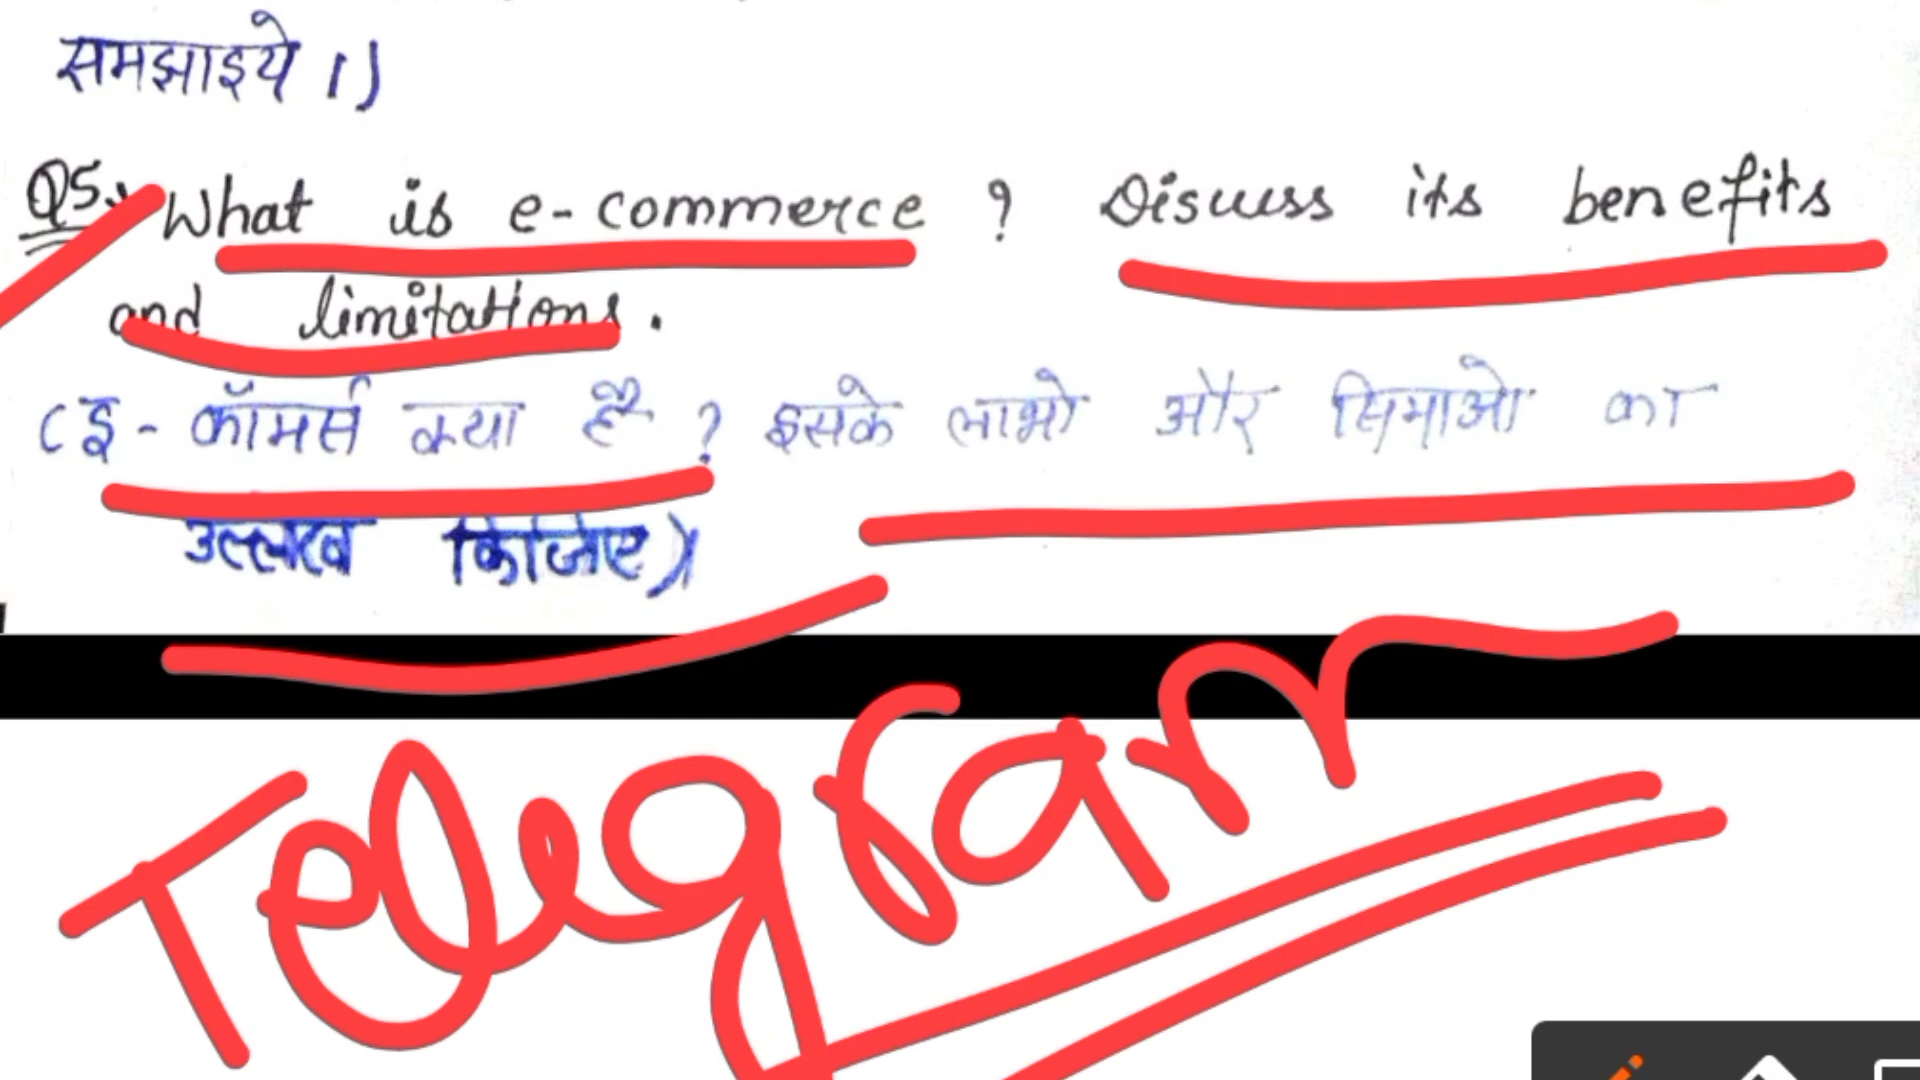 समझाइये ।)
Q5. What is e-commerce ? Discuss its benefits
and limitations.
(इ-कॉमर्स क्या है ? इसके लाभो और सिमाओ का
उल्लेख किजिए)।
Telegram